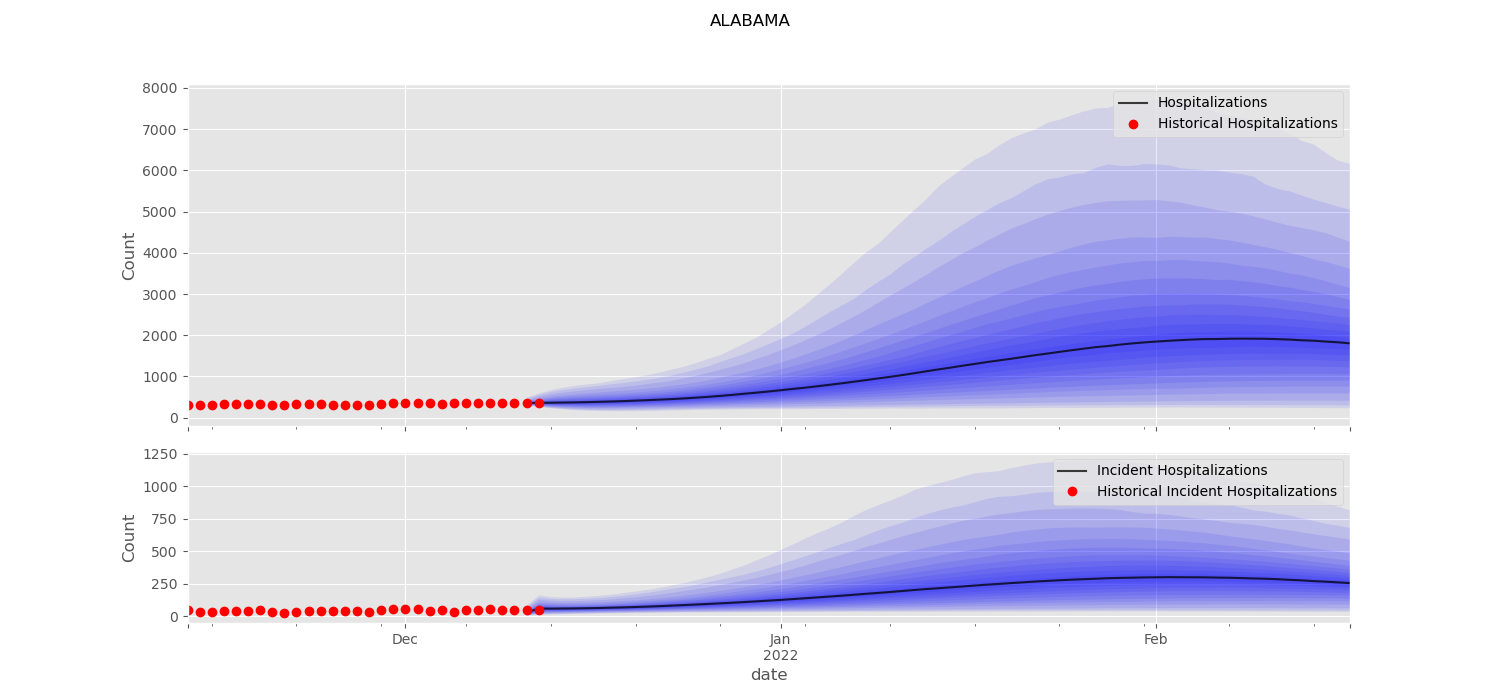 ALABAMA
8000
7000
6000
5000
4000
3000
2000
1000
0
Count
Hospitalizations
Historical Hospitalizations
1250
1000
750
500
250
0
Count
Incident Hospitalizations
Historical Incident Hospitalizations
Dec
Jan
2022
Feb
date